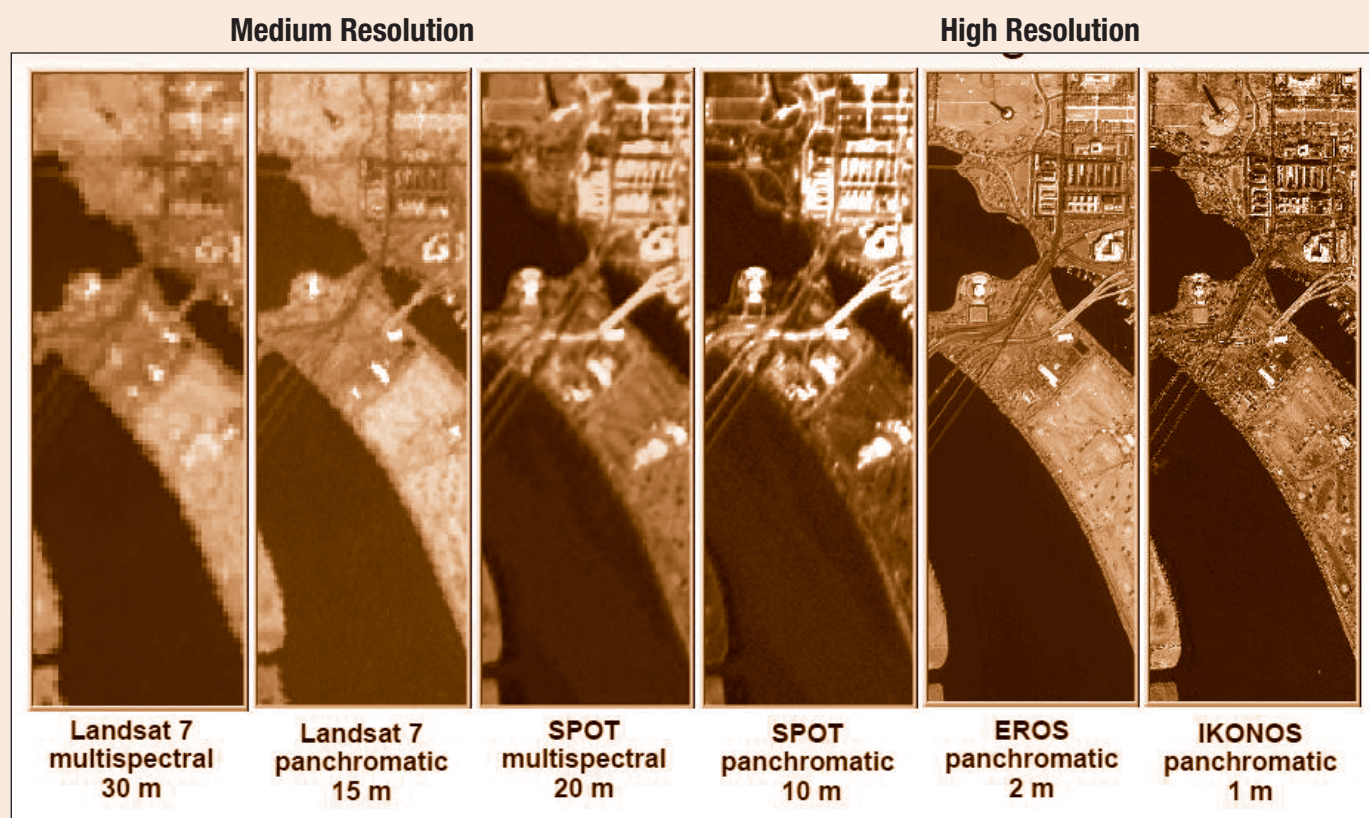 Medium Resolution
High Resolution
Landsat 7
multispectral
30 m
Landsat 7
panchromatic
15 m
SPOT
multispectral
20 m
SPOT
panchromatic
10 m
EROS
panchromatic
2 m
IKONOS
panchromatic
1 m